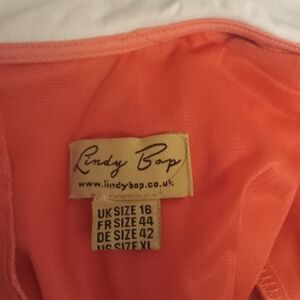 Lindy Bop
www.lindybop.co.uk
UK SIZE 16
FR SIZE 44
DE SIZE 42
US SIZE XL